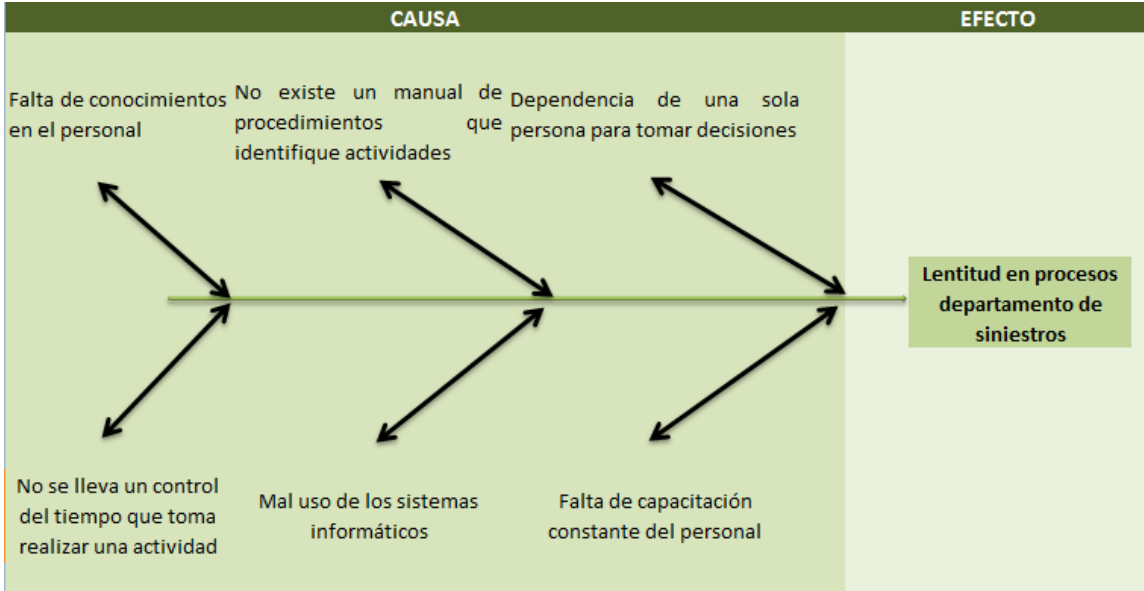 CAUSA
EFECTO
Falta de conocimientos
en el personal
No existe un manual de
procedimientos que
identifique actividades
Dependencia de una sola
persona para tomar decisiones
Lentitud en procesos
departamento de
siniestros
No se lleva un control
del tiempo que toma
realizar una actividad
Mal uso de los sistemas
informáticos
Falta de capacitación
constante del personal